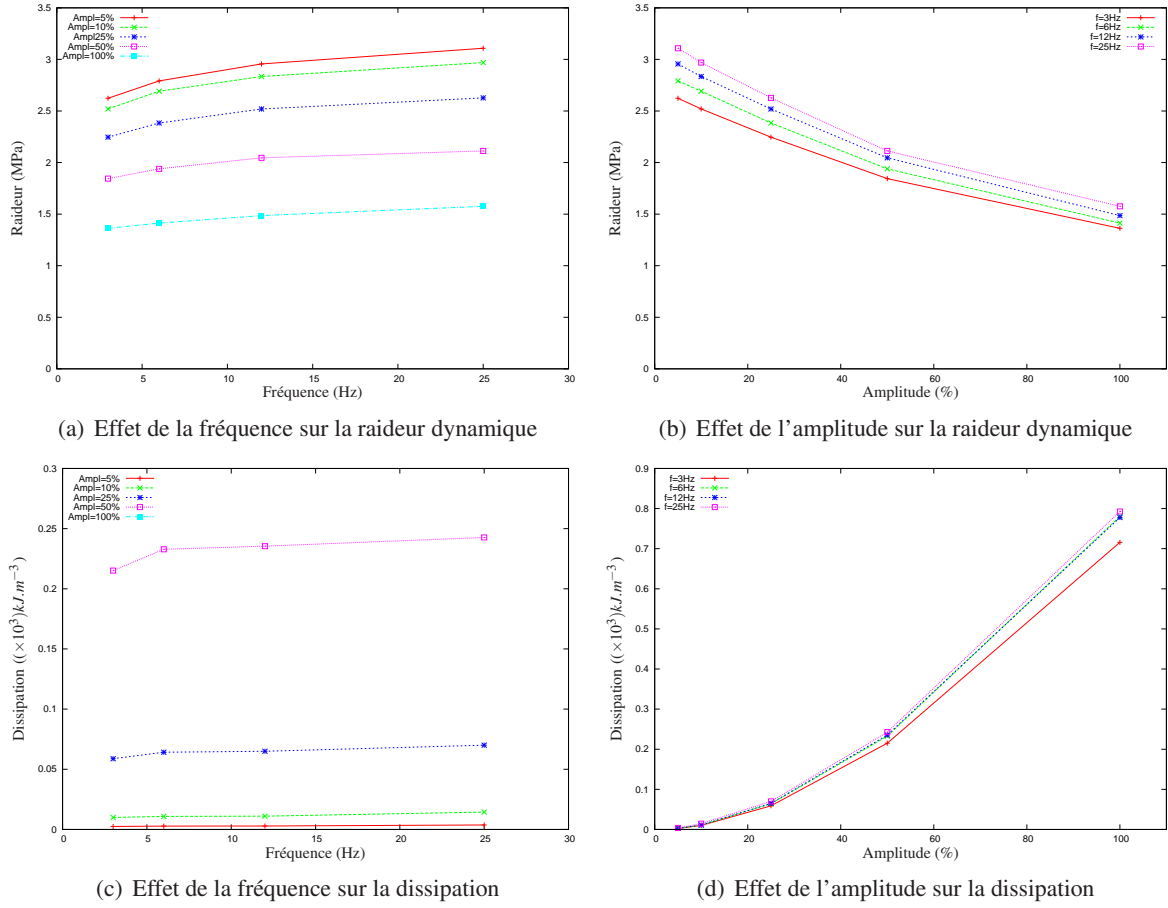 Ampl=5%
Ampl=10%
Ampl25%
Ampl=50%
Ampl=100%
3.5
3
2.5
2
1.5
1
0.5
0
0 5 10 15 20 25 30
Raideur (MPa)
Fréquence (Hz)
(a) Effet de la fréquence sur la raideur dynamique
f=3Hz
f=6Hz
f=12Hz
f=25Hz
3.5
3
2.5
2
1.5
1
0.5
0
0 20 40 60 80 100
Raideur (MPa)
Amplitude (%)
(b) Effet de l'amplitude sur la raideur dynamique
Ampl=5%
Ampl=10%
Ampl=25%
Ampl=50%
Ampl=100%
0.3
0.25
0.2
0.15
0.1
0.05
0
0 5 10 15 20 25 30
Dissipation ((×10³)kJ.m⁻³)
Fréquence (Hz)
(c) Effet de la fréquence sur la dissipation
f=3Hz
f=6Hz
f=12Hz
f=25Hz
0.9
0.8
0.7
0.6
0.5
0.4
0.3
0.2
0.1
0
0 20 40 60 80 100
Dissipation ((×10³)kJ.m⁻³)
Amplitude (%)
(d) Effet de l'amplitude sur la dissipation